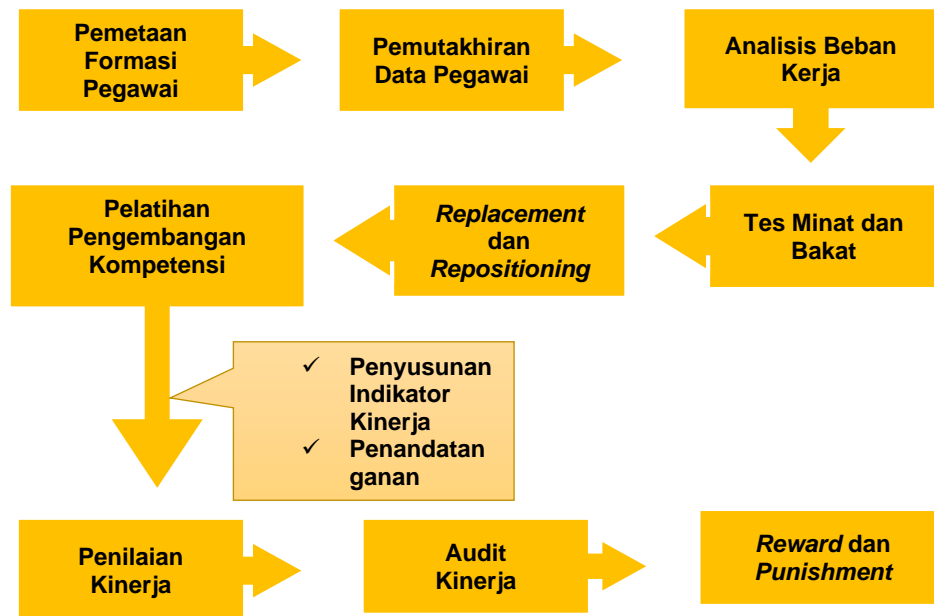 Pemetaan
Formasi
Pegawai
Pemutakhiran
Data Pegawai
Analisis Beban
Kerja
Pelatihan
Pengembangan
Kompetensi
Replacement
dan
Repositioning
Tes Minat dan
Bakat
✓ Penyusunan
Indikator
Kinerja
✓ Penandatan
ganan
Penilaian
Kinerja
Audit
Kinerja
Reward dan
Punishment